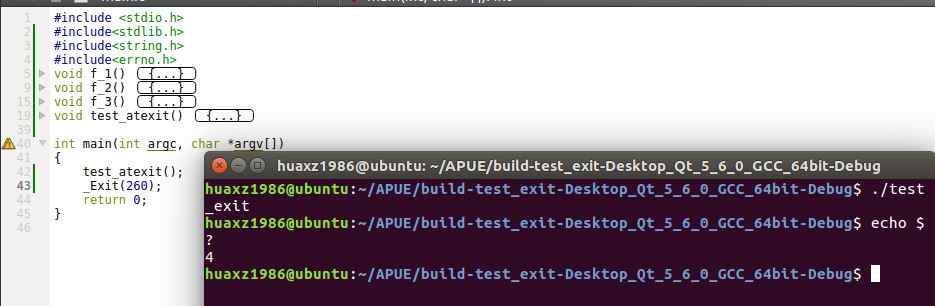 1 #include <stdio.h>
2 #include<stdlib.h>
3 #include<string.h>
4 #include<errno.h>
5 void f_1() {...}
9 void f_2() {...}
15 void f_3() {...}
19 void test_atexit() {...}
39
40 int main(int argc, char *argv[])
41 {
42 test_atexit();
43 _Exit(260);
44 return 0;
45 }
46
huaxz1986@ubuntu: ~/APUE/build-test_exit-Desktop_Qt_5_6_0_GCC_64bit-Debug
huaxz1986@ubuntu:~/APUE/build-test_exit-Desktop_Qt_5_6_0_GCC_64bit-Debug$ ./test
_exit
huaxz1986@ubuntu:~/APUE/build-test_exit-Desktop_Qt_5_6_0_GCC_64bit-Debug$ echo $
?
4
huaxz1986@ubuntu:~/APUE/build-test_exit-Desktop_Qt_5_6_0_GCC_64bit-Debug$